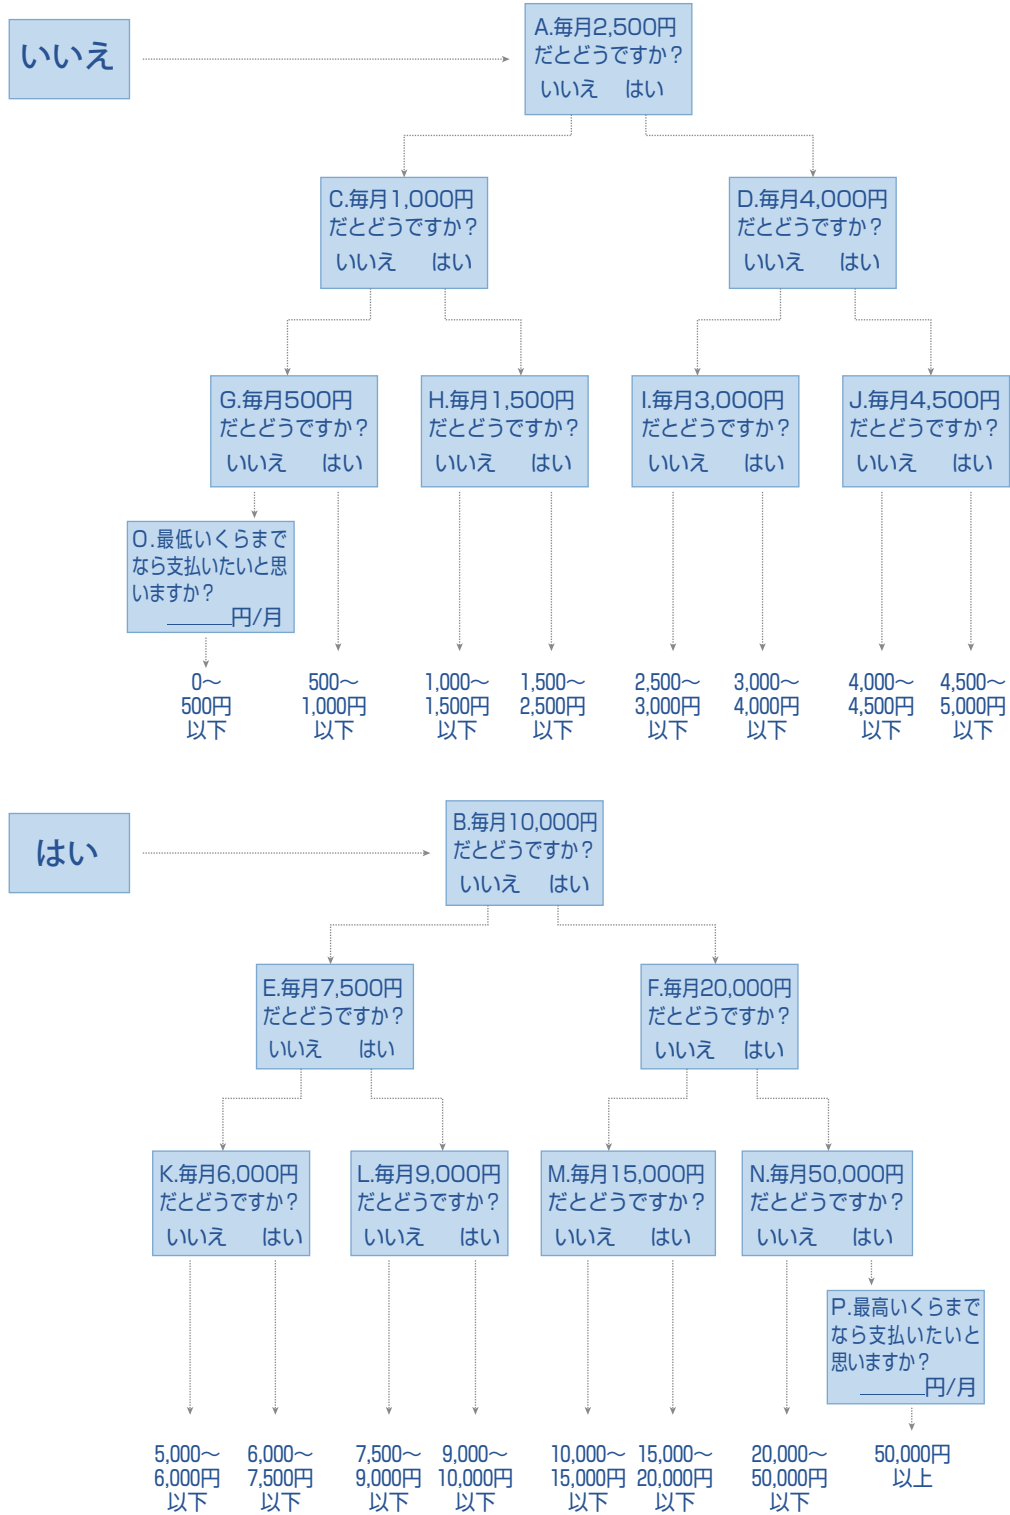 いいえ
A.毎月2,500円
だとどうですか？
いいえ　はい
C.毎月1,000円
だとどうですか？
いいえ　はい
D.毎月4,000円
だとどうですか？
いいえ　はい
G.毎月500円
だとどうですか？
いいえ　はい
H.毎月1,500円
だとどうですか？
いいえ　はい
I.毎月3,000円
だとどうですか？
いいえ　はい
J.毎月4,500円
だとどうですか？
いいえ　はい
O.最低いくらまで
なら支払いたいと思
いますか？
______円/月
0～
500円
以下
500～
1,000円
以下
1,000～
1,500円
以下
1,500～
2,500円
以下
2,500～
3,000円
以下
3,000～
4,000円
以下
4,000～
4,500円
以下
4,500～
5,000円
以下
はい
B.毎月10,000円
だとどうですか？
いいえ　はい
E.毎月7,500円
だとどうですか？
いいえ　はい
F.毎月20,000円
だとどうですか？
いいえ　はい
K.毎月6,000円
だとどうですか？
いいえ　はい
L.毎月9,000円
だとどうですか？
いいえ　はい
M.毎月15,000円
だとどうですか？
いいえ　はい
N.毎月50,000円
だとどうですか？
いいえ　はい
P.最高いくらまで
なら支払いたいと
思いますか？
______円/月
5,000～
6,000円
以下
6,000～
7,500円
以下
7,500～
9,000円
以下
9,000～
10,000円
以下
10,000～
15,000円
以下
15,000～
20,000円
以下
20,000～
50,000円
以下
50,000円
以上